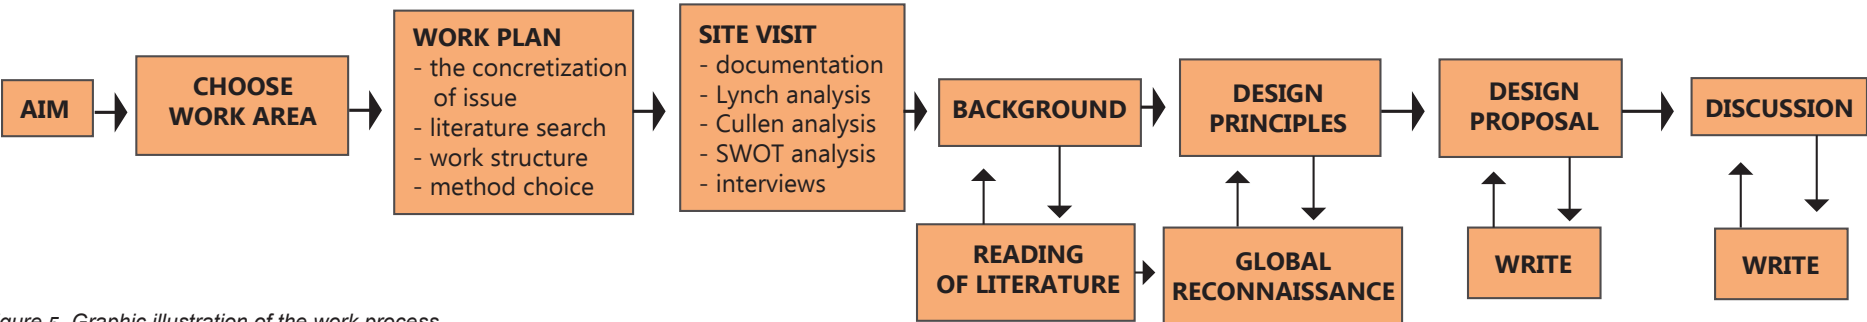 AIM
CHOOSE
WORK AREA
WORK PLAN
- the concretization
of issue
- literature search
- work structure
- method choice
SITE VISIT
- documentation
- Lynch analysis
- Cullen analysis
- SWOT analysis
- interviews
BACKGROUND
DESIGN
PRINCIPLES
DESIGN
PROPOSAL
DISCUSSION
READING
OF LITERATURE
GLOBAL
RECONNAISSANCE
WRITE
WRITE
gure 5. Graphic illustration of the work process